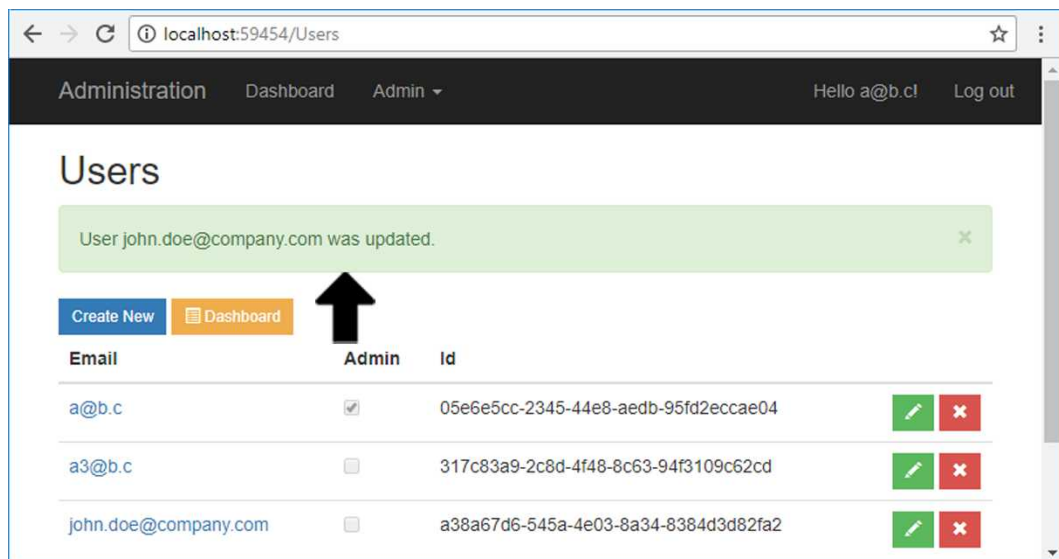 localhost:59454/Users
Administration Dashboard Admin Hello a@b.c! Log out
Users
User john.doe@company.com was updated.
Create New Dashboard
Email Admin Id
a@b.c 05e6e5cc-2345-44e8-aedb-95fd2eccae04
a3@b.c 317c83a9-2c8d-4f48-8c63-94f3109c62cd
john.doe@company.com a38a67d6-545a-4e03-8a34-8384d3d82fa2